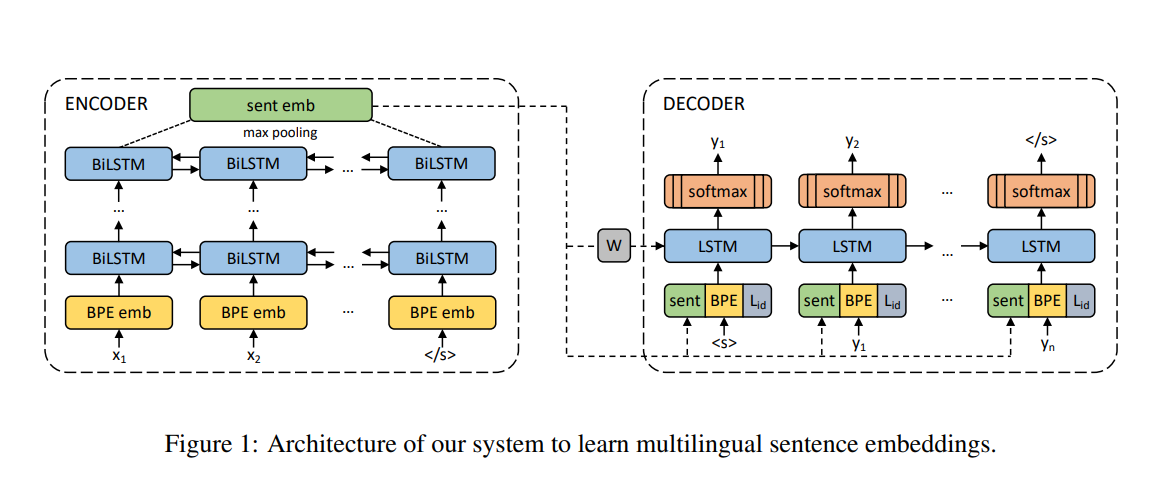 ENCODER
sent emb
max pooling
BiLSTM BiLSTM ... BiLSTM
... ... ...
BiLSTM BiLSTM ... BiLSTM
BPE emb BPE emb ... BPE emb
x1 x2 </s>
W
DECODER
y1 y2 </s>
softmax softmax ... softmax
LSTM LSTM ... LSTM
sent BPE Lid sent BPE Lid ... sent BPE Lid
<s> y1 yn
Figure 1: Architecture of our system to learn multilingual sentence embeddings.